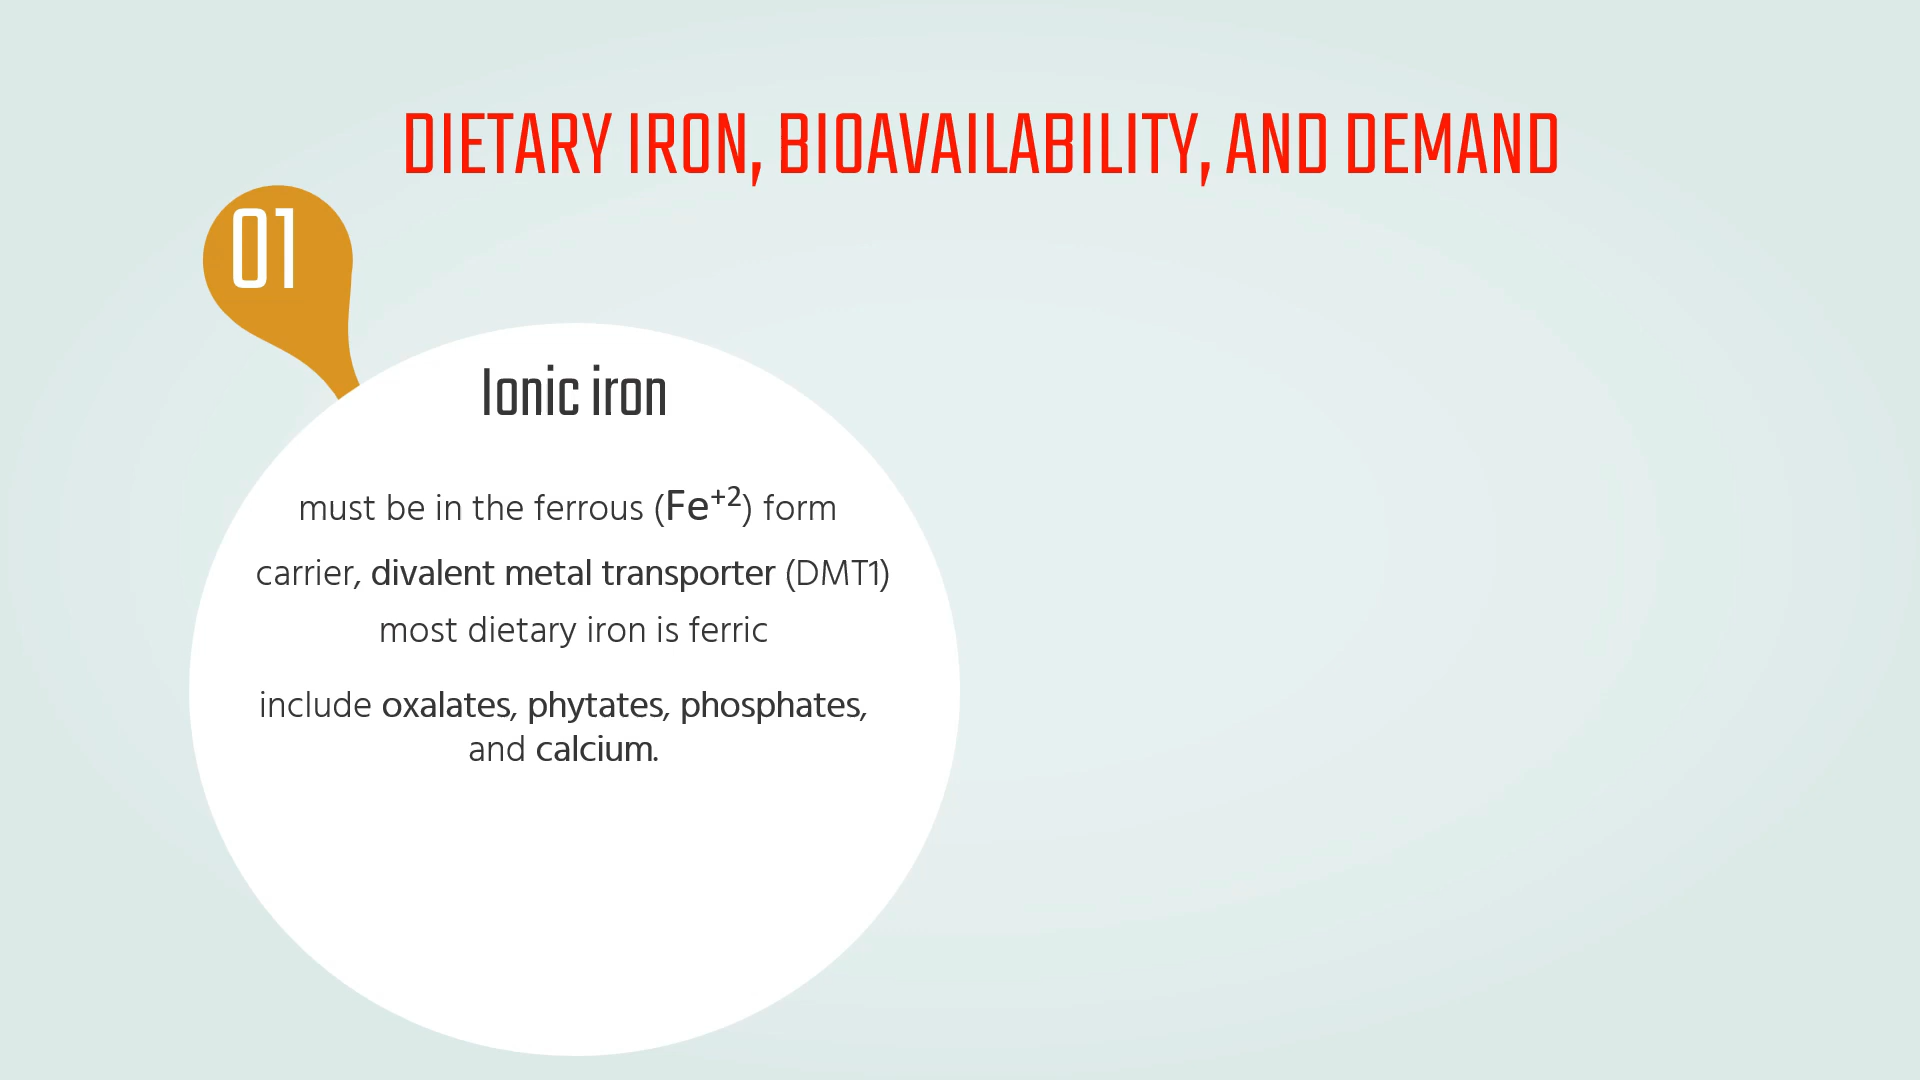 DIETARY IRON, BIOAVAILABILITY, AND DEMAND
01
Ionic iron
must be in the ferrous (Fe⁺²) form
carrier, divalent metal transporter (DMT1)
most dietary iron is ferric
include oxalates, phytates, phosphates,
and calcium.